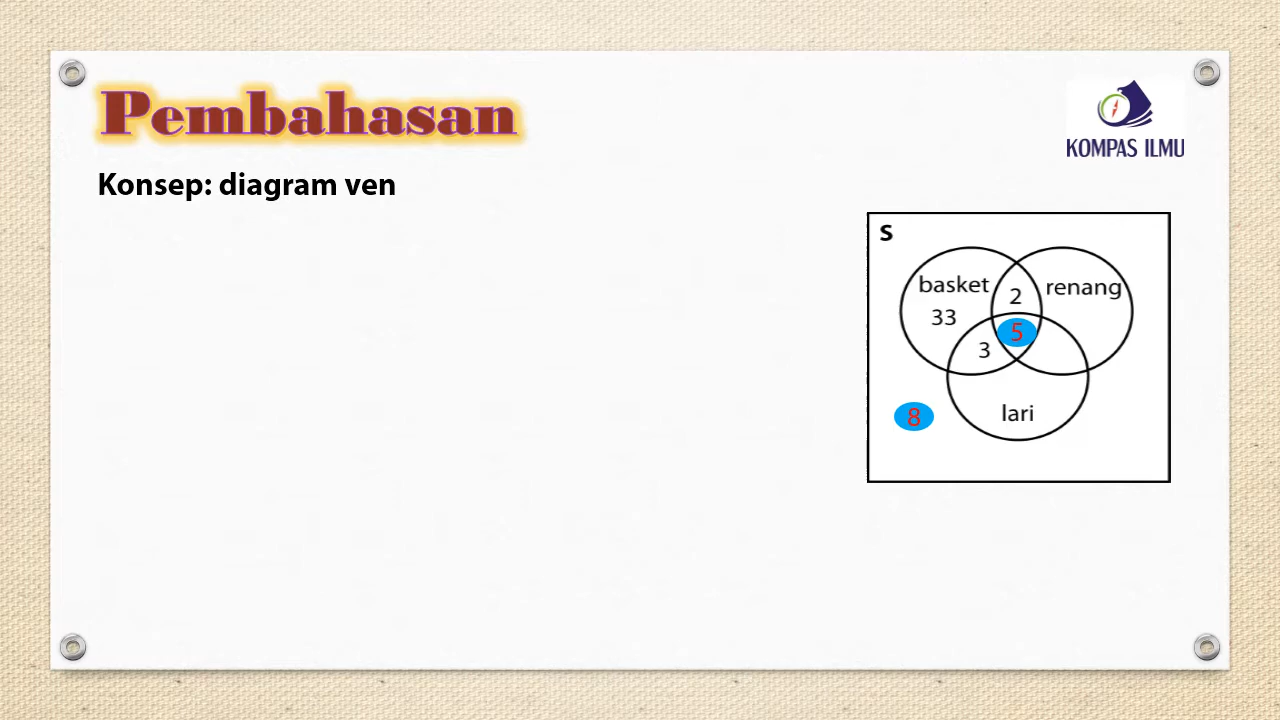 Pembahasan
KOMPAS ILMU
Konsep: diagram ven
S
basket
2
renang
33
5
3
8
lari